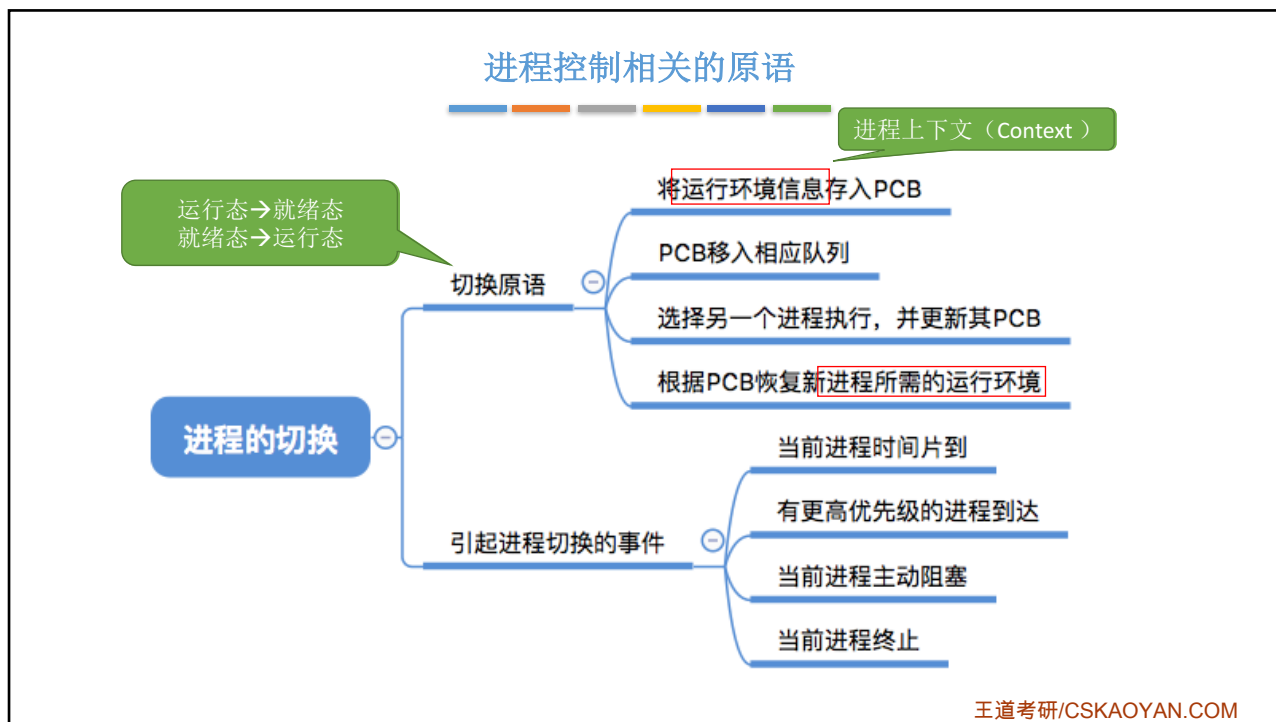 进程控制相关的原语
进程上下文（Context ）
运行态→就绪态
就绪态→运行态
将运行环境信息存入PCB
PCB移入相应队列
切换原语
选择另一个进程执行，并更新其PCB
根据PCB恢复新进程所需的运行环境
进程的切换
当前进程时间片到
有更高优先级的进程到达
引起进程切换的事件
当前进程主动阻塞
当前进程终止
王道考研/CSKAOYAN.COM